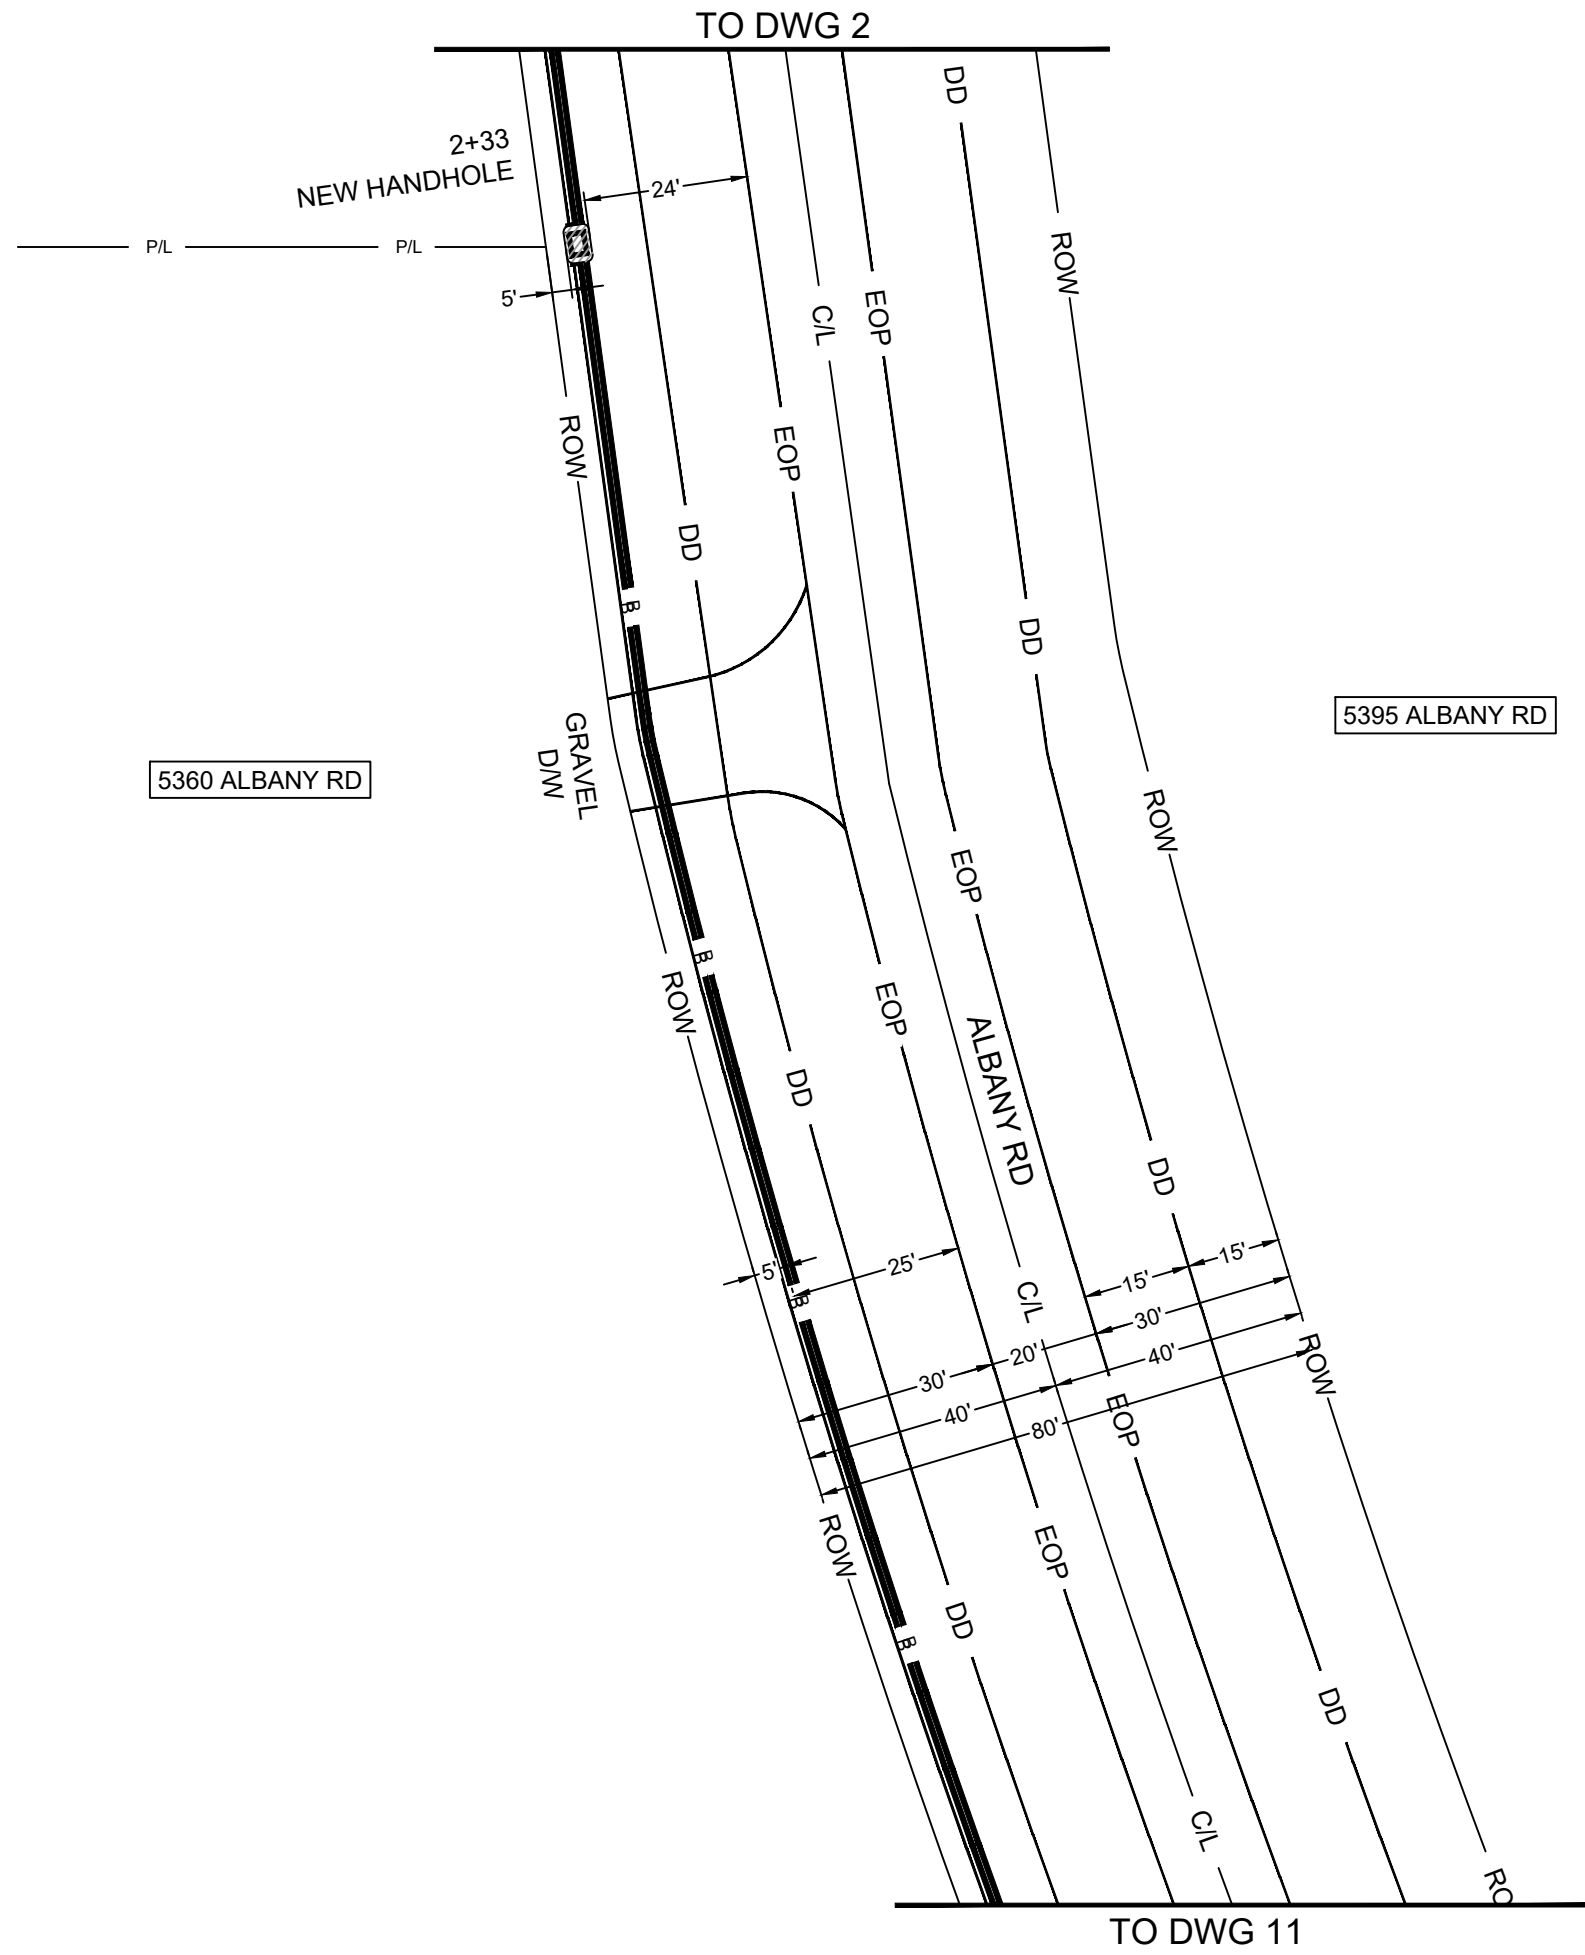 TO DWG 2
DD
2+33
NEW HANDHOLE
24'
P/L
P/L
ROW
5'
C/L
EOP
ROW
EOP
DD
B
DD
5395 ALBANY RD
GRAVEL
D/W
5360 ALBANY RD
ROW
EOP
B
ROW
EOP
ALBANY RD
DD
DD
15'
5'
25'
15'
B
C/L
30'
20'
40'
ROW
30'
40'
80'
EOP
ROW
EOP
DD
B
DD
C/L
RO
TO DWG 11